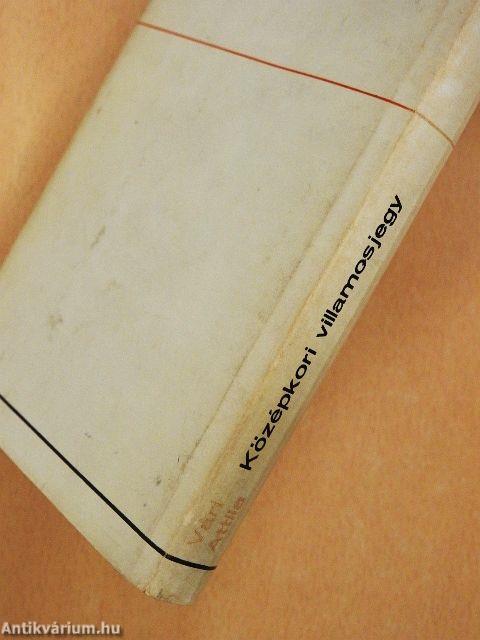 Vári
Attila
Középkori villamosjegy
Antikvárium.hu